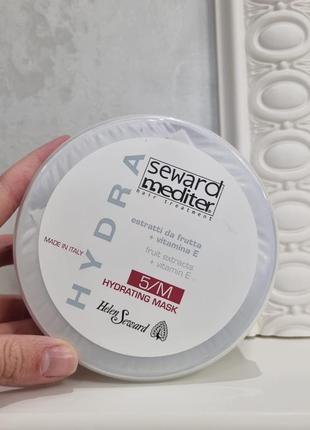 HYDRA
seward
mediter
hair treatment
estratti da frutta
+ vitamina E
fruit extracts
+ vitamin E
MADE IN ITALY
5/M
HYDRATING MASK
Helen Seward